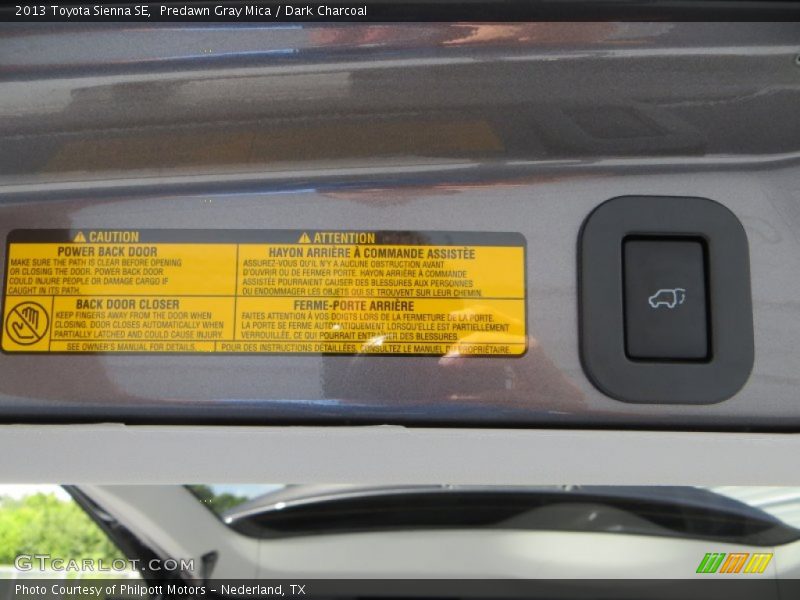 2013 Toyota Sienna SE,  Predawn Gray Mica / Dark Charcoal
CAUTION
POWER BACK DOOR
MAKE SURE THE PATH IS CLEAR BEFORE OPENING
OR CLOSING THE DOOR. POWER BACK DOOR
COULD INJURE PEOPLE OR DAMAGE CARGO IF
CAUGHT IN ITS PATH.
BACK DOOR CLOSER
KEEP FINGERS AWAY FROM THE DOOR WHEN
CLOSING. DOOR CLOSES AUTOMATICALLY WHEN
PARTIALLY LATCHED AND COULD CAUSE INJURY.
SEE OWNER'S MANUAL FOR DETAILS.
ATTENTION
HAYON ARRIÈRE À COMMANDE ASSISTÉE
ASSUREZ-VOUS QU'IL N'Y A AUCUNE OBSTRUCTION AVANT
D'OUVRIR OU DE FERMER PORTE. HAYON ARRIÈRE À COMMANDE
ASSISTÉE POURRAIENT CAUSER DES BLESSURES AUX PERSONNES
OU ENDOMMAGER LES OBJETS QUI SE TROUVENT SUR LEUR CHEMIN.
FERME-PORTE ARRIÈRE
FAITES ATTENTION À VOS DOIGTS LORS DE LA FERMETURE DE LA PORTE.
LA PORTE SE FERME AUTOMATIQUEMENT LORSQU'ELLE EST PARTIELLEMENT
VERROUILLÉE, CE QUI POURRAIT ENTRAÎNER DES BLESSURES.
POUR DES INSTRUCTIONS DÉTAILLÉES, CONSULTEZ LE MANUEL DU PROPRIÉTAIRE.
GTCARLOT.COM
Photo Courtesy of Philpott Motors - Nederland, TX